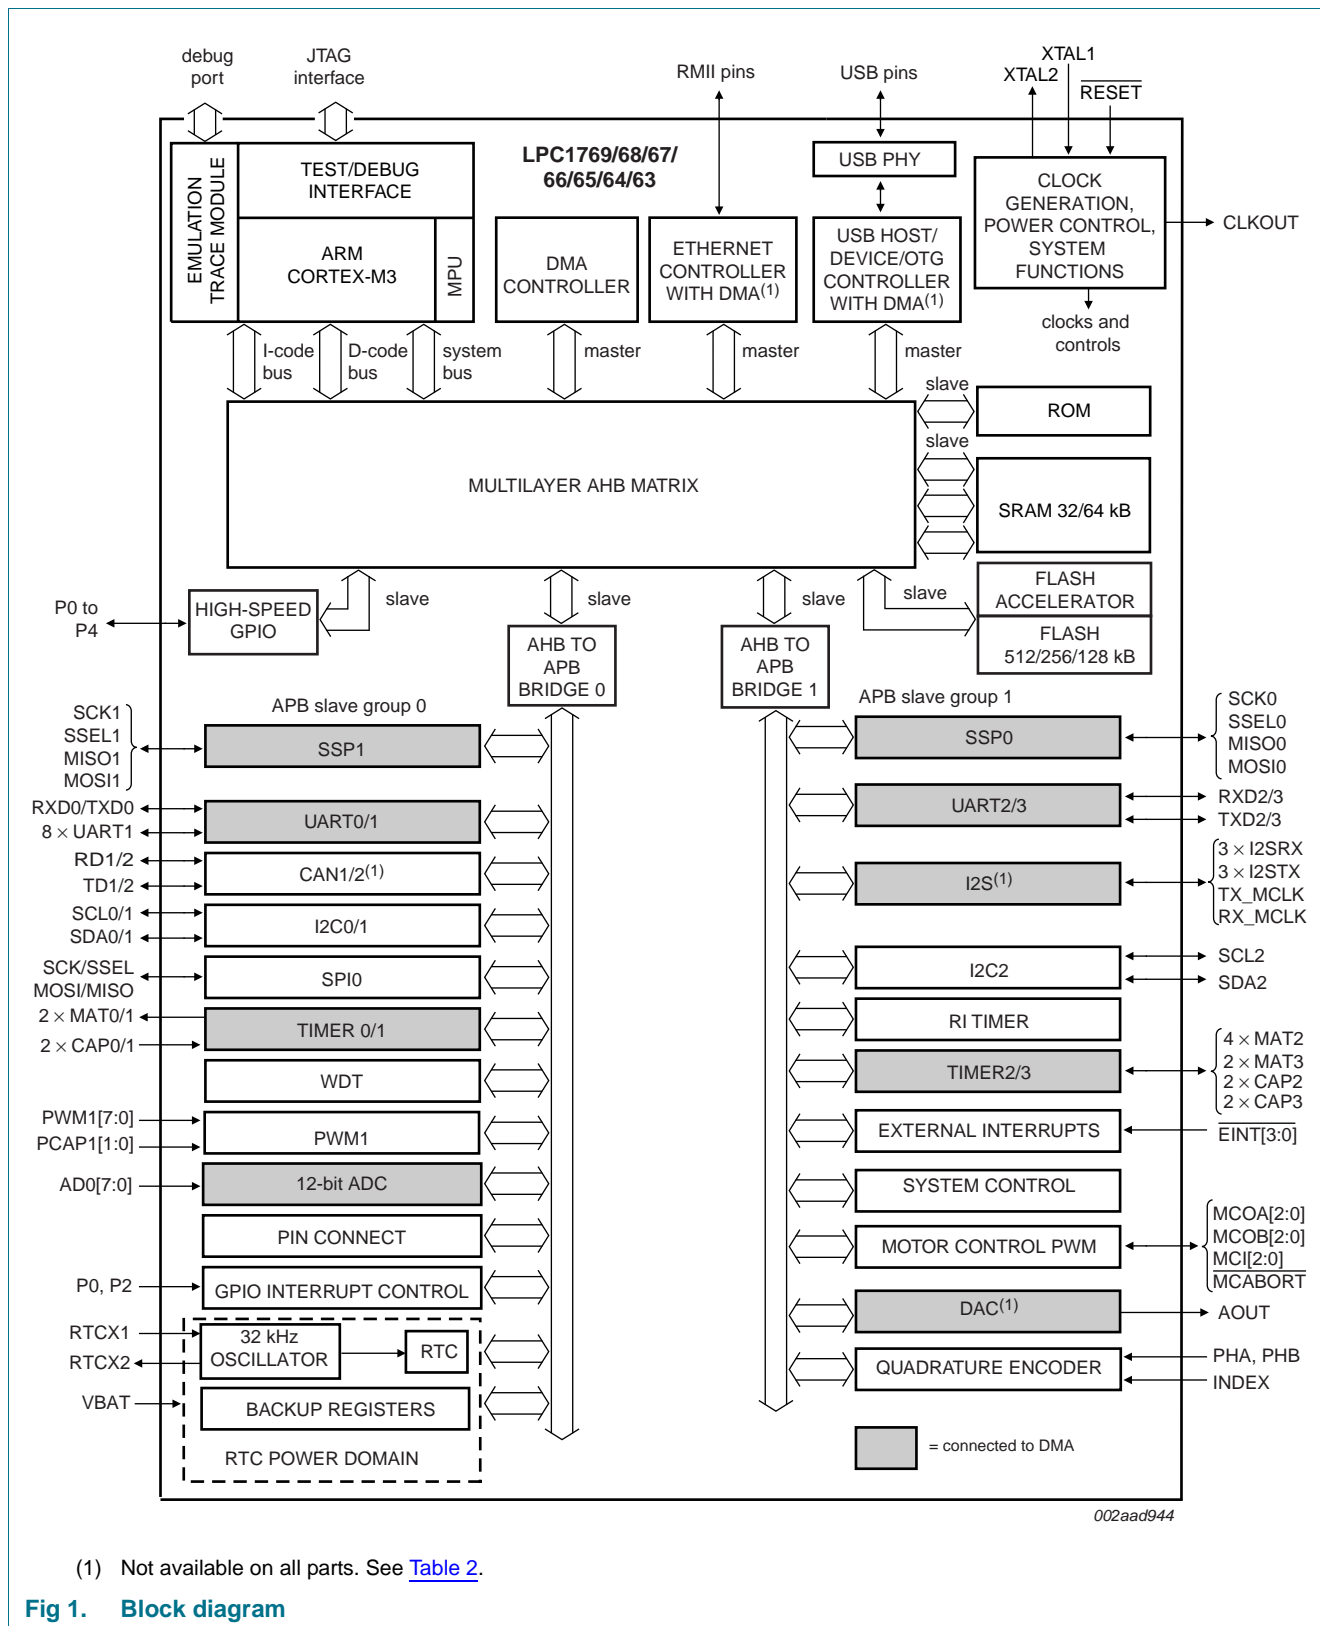 debug
port
JTAG
interface
RMII pins
USB pins
XTAL1
XTAL2
RESET
EMULATION
TRACE MODULE
TEST/DEBUG
INTERFACE
ARM
CORTEX-M3
MPU
LPC1769/68/67/
66/65/64/63
DMA
CONTROLLER
ETHERNET
CONTROLLER
WITH DMA(1)
USB PHY
USB HOST/
DEVICE/OTG
CONTROLLER
WITH DMA(1)
CLOCK
GENERATION,
POWER CONTROL,
SYSTEM
FUNCTIONS
CLKOUT
clocks and
controls
I-code
bus
D-code
bus
system
bus
master
master
master
slave
ROM
slave
SRAM 32/64 kB
MULTILAYER AHB MATRIX
P0 to
P4
HIGH-SPEED
GPIO
slave
slave
slave
slave
FLASH
ACCELERATOR
FLASH
512/256/128 kB
AHB TO
APB
BRIDGE 0
AHB TO
APB
BRIDGE 1
APB slave group 0
SCK1
SSEL1
MISO1
MOSI1
SSP1
RXD0/TXD0
8 × UART1
UART0/1
RD1/2
TD1/2
CAN1/2(1)
SCL0/1
SDA0/1
I2C0/1
SCK/SSEL
MOSI/MISO
SPI0
2 × MAT0/1
2 × CAP0/1
TIMER 0/1
WDT
PWM1[7:0]
PCAP1[1:0]
PWM1
AD0[7:0]
12-bit ADC
PIN CONNECT
P0, P2
GPIO INTERRUPT CONTROL
RTCX1
RTCX2
32 kHz
OSCILLATOR
RTC
VBAT
BACKUP REGISTERS
RTC POWER DOMAIN
APB slave group 1
SSP0
SCK0
SSEL0
MISO0
MOSI0
UART2/3
RXD2/3
TXD2/3
I2S(1)
3 × I2SRX
3 × I2STX
TX_MCLK
RX_MCLK
I2C2
SCL2
SDA2
RI TIMER
TIMER2/3
4 × MAT2
2 × MAT3
2 × CAP2
2 × CAP3
EXTERNAL INTERRUPTS
EINT[3:0]
SYSTEM CONTROL
MOTOR CONTROL PWM
MCOA[2:0]
MCOB[2:0]
MCI[2:0]
MCABORT
DAC(1)
AOUT
QUADRATURE ENCODER
PHA, PHB
INDEX
= connected to DMA
002aad944
(1) Not available on all parts. See Table 2.
Fig 1. Block diagram